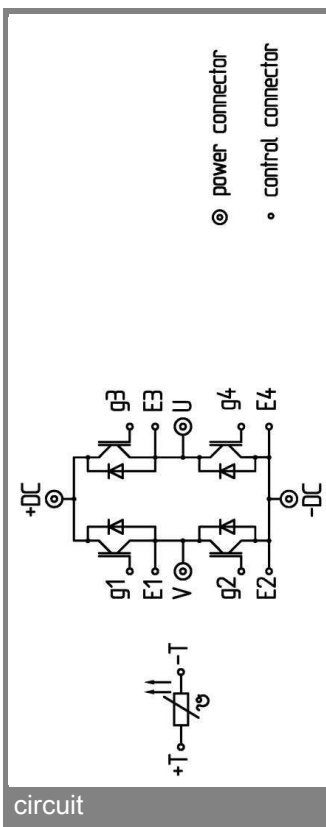 power connector
control connector
+DC
g1
g3
E1
E3
V
U
g2
g4
E2
E4
-DC
+T
-T
ϑ
circuit